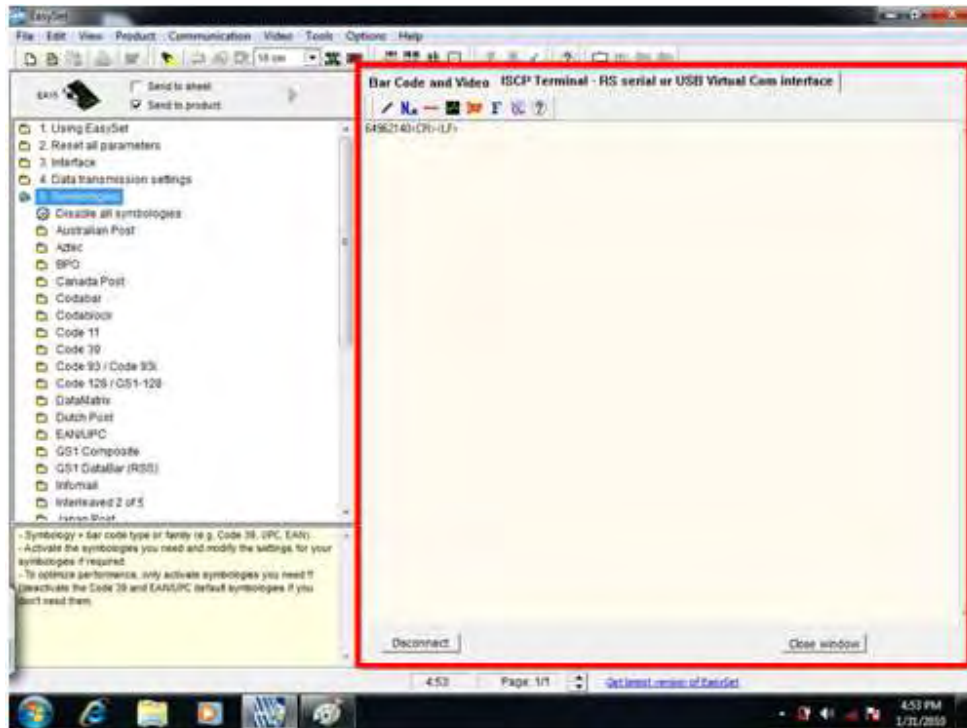 EasySet
File Edit View Product Communication Video Tools Options Help
10 cm
EA15
Send to sheet
Send to product
1. Using EasySet
2. Reset all parameters
3. Interface
4. Data transmission settings
5. Symbologies
Disable all symbologies
Australian Post
Aztec
BPO
Canada Post
Codabar
Codablock
Code 11
Code 39
Code 93 / Code 93i
Code 128 / GS1-128
DataMatrix
Dutch Post
EAN/UPC
GS1 Composite
GS1 DataBar (RSS)
Infomail
Interleaved 2 of 5
Japan Post
- Symbology = bar code type or family (e.g. Code 39, UPC, EAN)
- Activate the symbologies you need and modify the settings for your
symbologies if required
- To optimize performance, only activate symbologies you need !!
(deactivate the Code 39 and EAN/UPC default symbologies if you
don't need them
Bar Code and Video ISCP Terminal - RS serial or USB Virtual Com interface
64962140<CR><LF>
Disconnect
Close window
4:53
Page: 1/1
Get latest version of EasySet
4:53 PM
1/31/2010